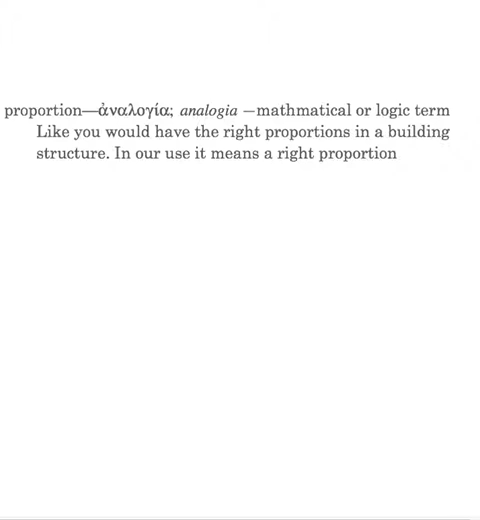 proportion—ἀναλογία; analogia —mathmatical or logic term
Like you would have the right proportions in a building
structure. In our use it means a right proportion